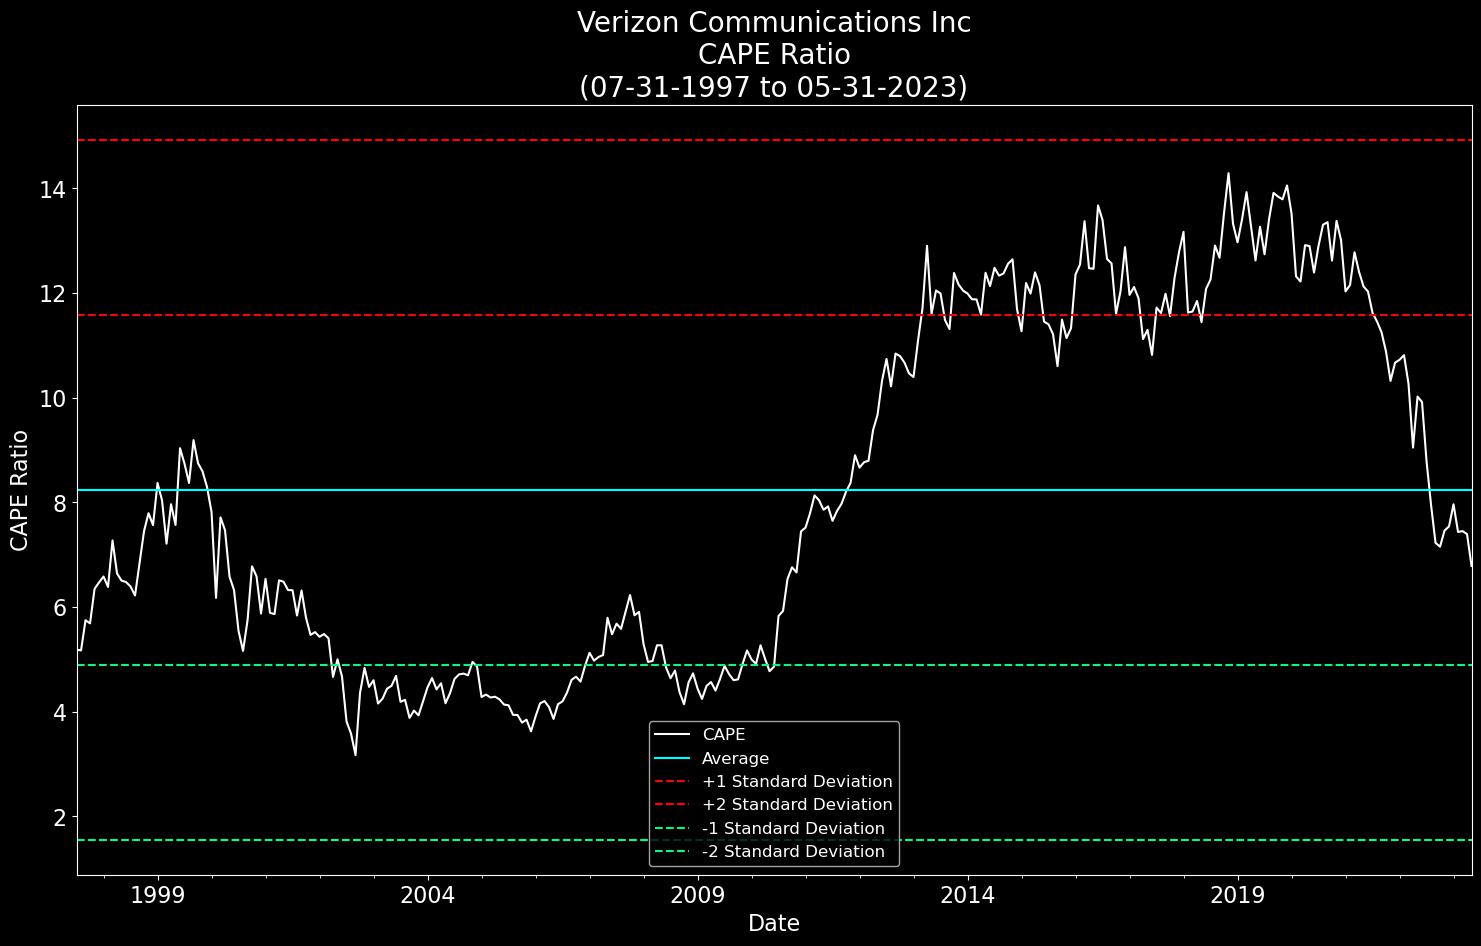 Verizon Communications Inc
CAPE Ratio
(07-31-1997 to 05-31-2023)
CAPE Ratio
14
12
10
8
6
4
2
CAPE
Average
+1 Standard Deviation
+2 Standard Deviation
-1 Standard Deviation
-2 Standard Deviation
1999 2004 2009 2014 2019
Date